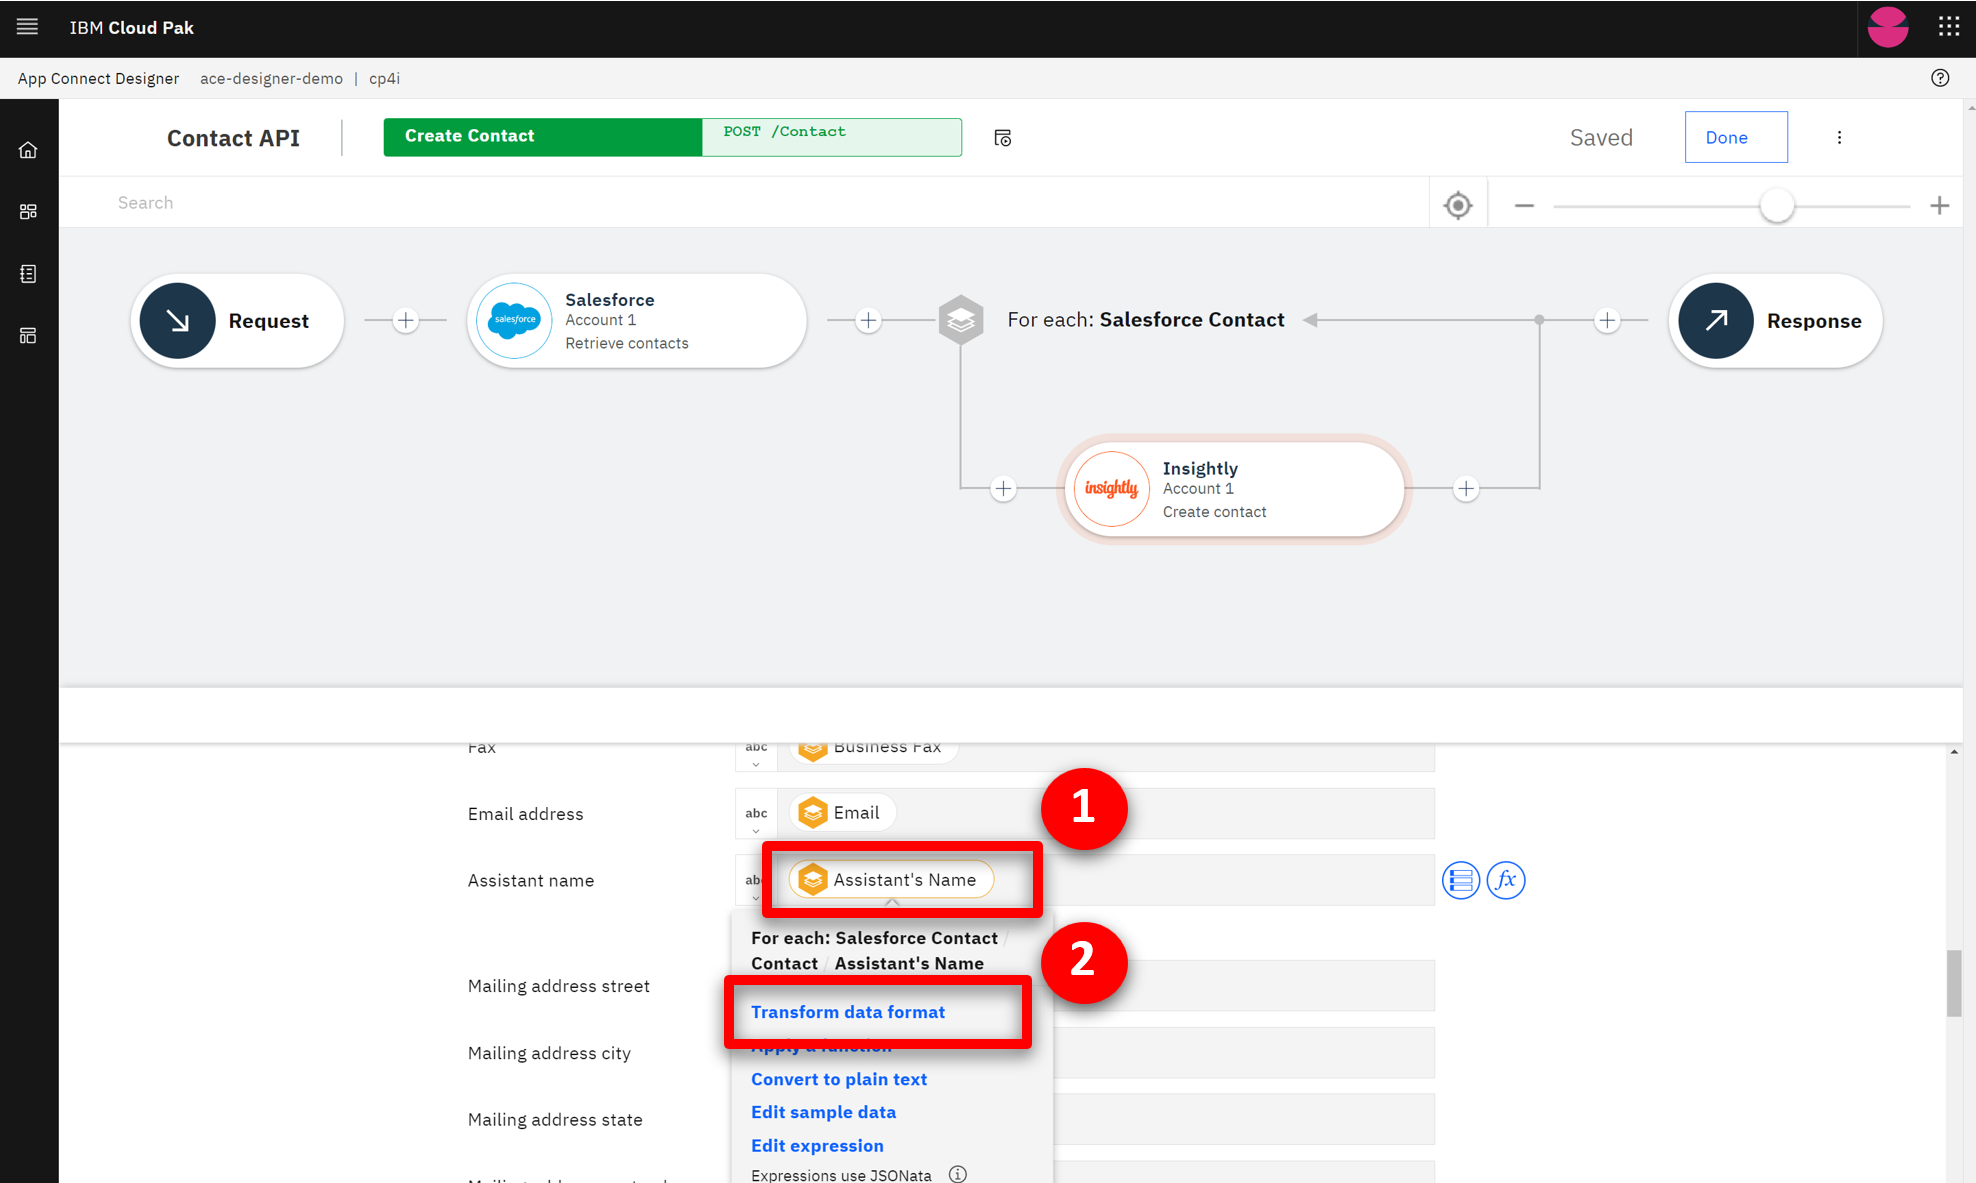 IBM Cloud Pak
App Connect Designer ace-designer-demo | cp4i
Contact API
Create Contact
POST /Contact
Saved
Done
Search
Request
salesforce
Salesforce
Account 1
Retrieve contacts
For each: Salesforce Contact
Response
insightly
Insightly
Account 1
Create contact
Fax
abc
Business Fax
Email address
abc
Email
1
Assistant name
abc
Assistant's Name
fx
For each: Salesforce Contact /
Contact / Assistant's Name
2
Mailing address street
Transform data format
Apply a function
Mailing address city
Convert to plain text
Edit sample data
Mailing address state
Edit expression
Expressions use JSONata